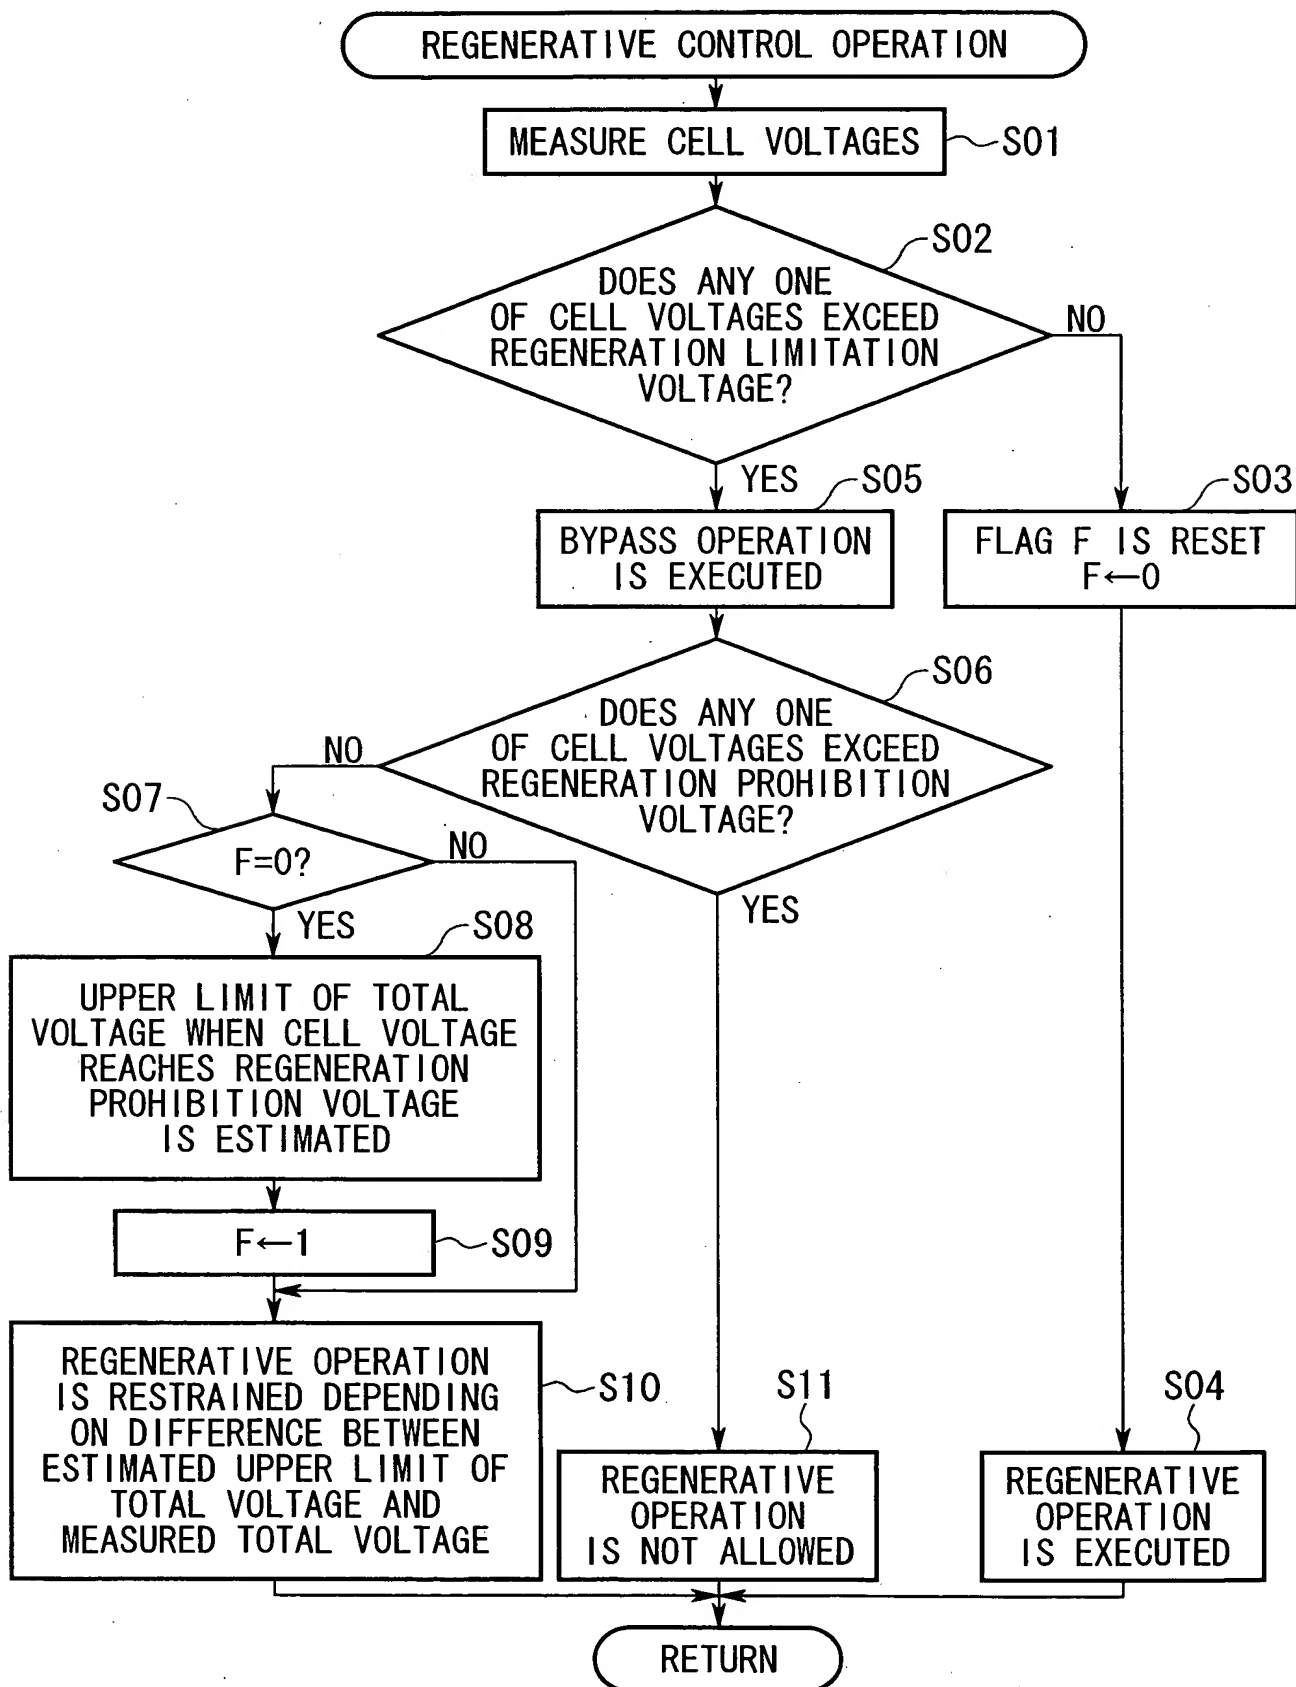 REGENERATIVE CONTROL OPERATION
MEASURE CELL VOLTAGES
S01
S02
DOES ANY ONE
OF CELL VOLTAGES EXCEED
REGENERATION LIMITATION
VOLTAGE?
NO
YES
S05
BYPASS OPERATION
IS EXECUTED
S03
FLAG F IS RESET
F←0
S06
DOES ANY ONE
OF CELL VOLTAGES EXCEED
REGENERATION PROHIBITION
VOLTAGE?
NO
YES
S07
F=0?
NO
YES
S08
UPPER LIMIT OF TOTAL
VOLTAGE WHEN CELL VOLTAGE
REACHES REGENERATION
PROHIBITION VOLTAGE
IS ESTIMATED
F←1
S09
REGENERATIVE OPERATION
IS RESTRAINED DEPENDING
ON DIFFERENCE BETWEEN
ESTIMATED UPPER LIMIT OF
TOTAL VOLTAGE AND
MEASURED TOTAL VOLTAGE
S10
S11
REGENERATIVE
OPERATION
IS NOT ALLOWED
S04
REGENERATIVE
OPERATION
IS EXECUTED
RETURN